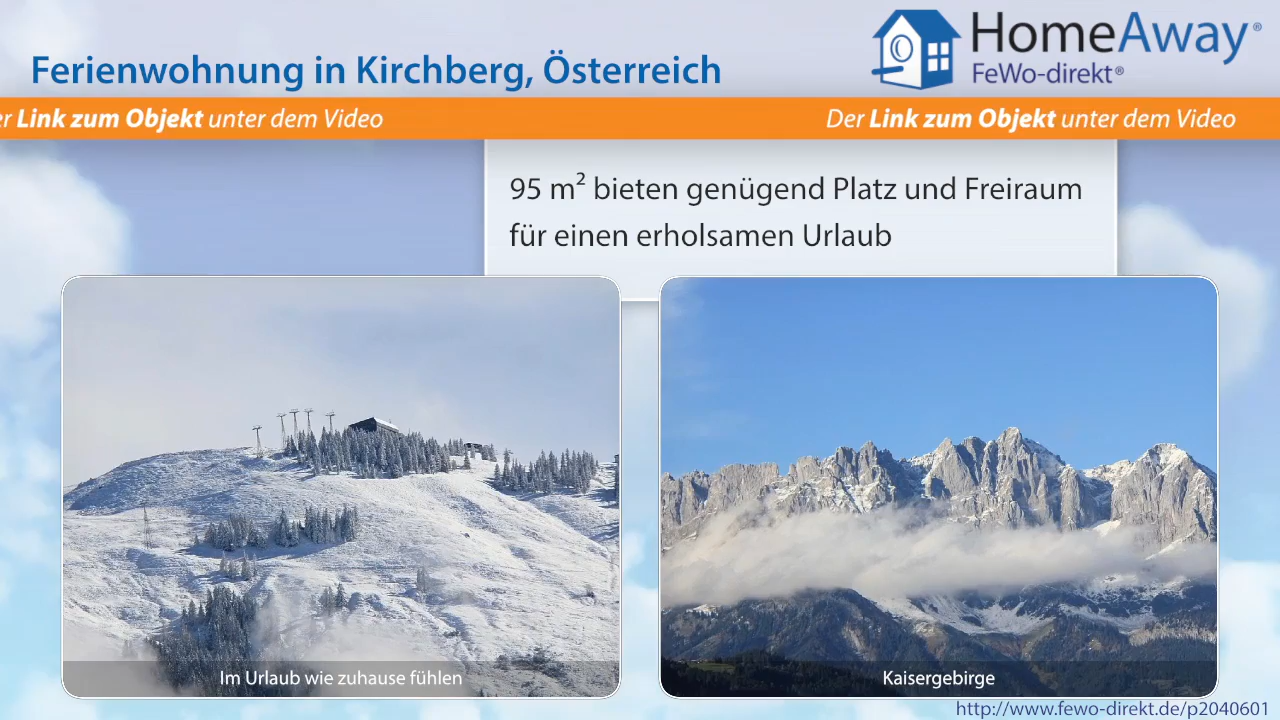 HomeAway®
FeWo-direkt®
Ferienwohnung in Kirchberg, Österreich
er Link zum Objekt unter dem Video
Der Link zum Objekt unter dem Video
95 m² bieten genügend Platz und Freiraum
für einen erholsamen Urlaub
Im Urlaub wie zuhause fühlen
Kaisergebirge
http://www.fewo-direkt.de/p2040601